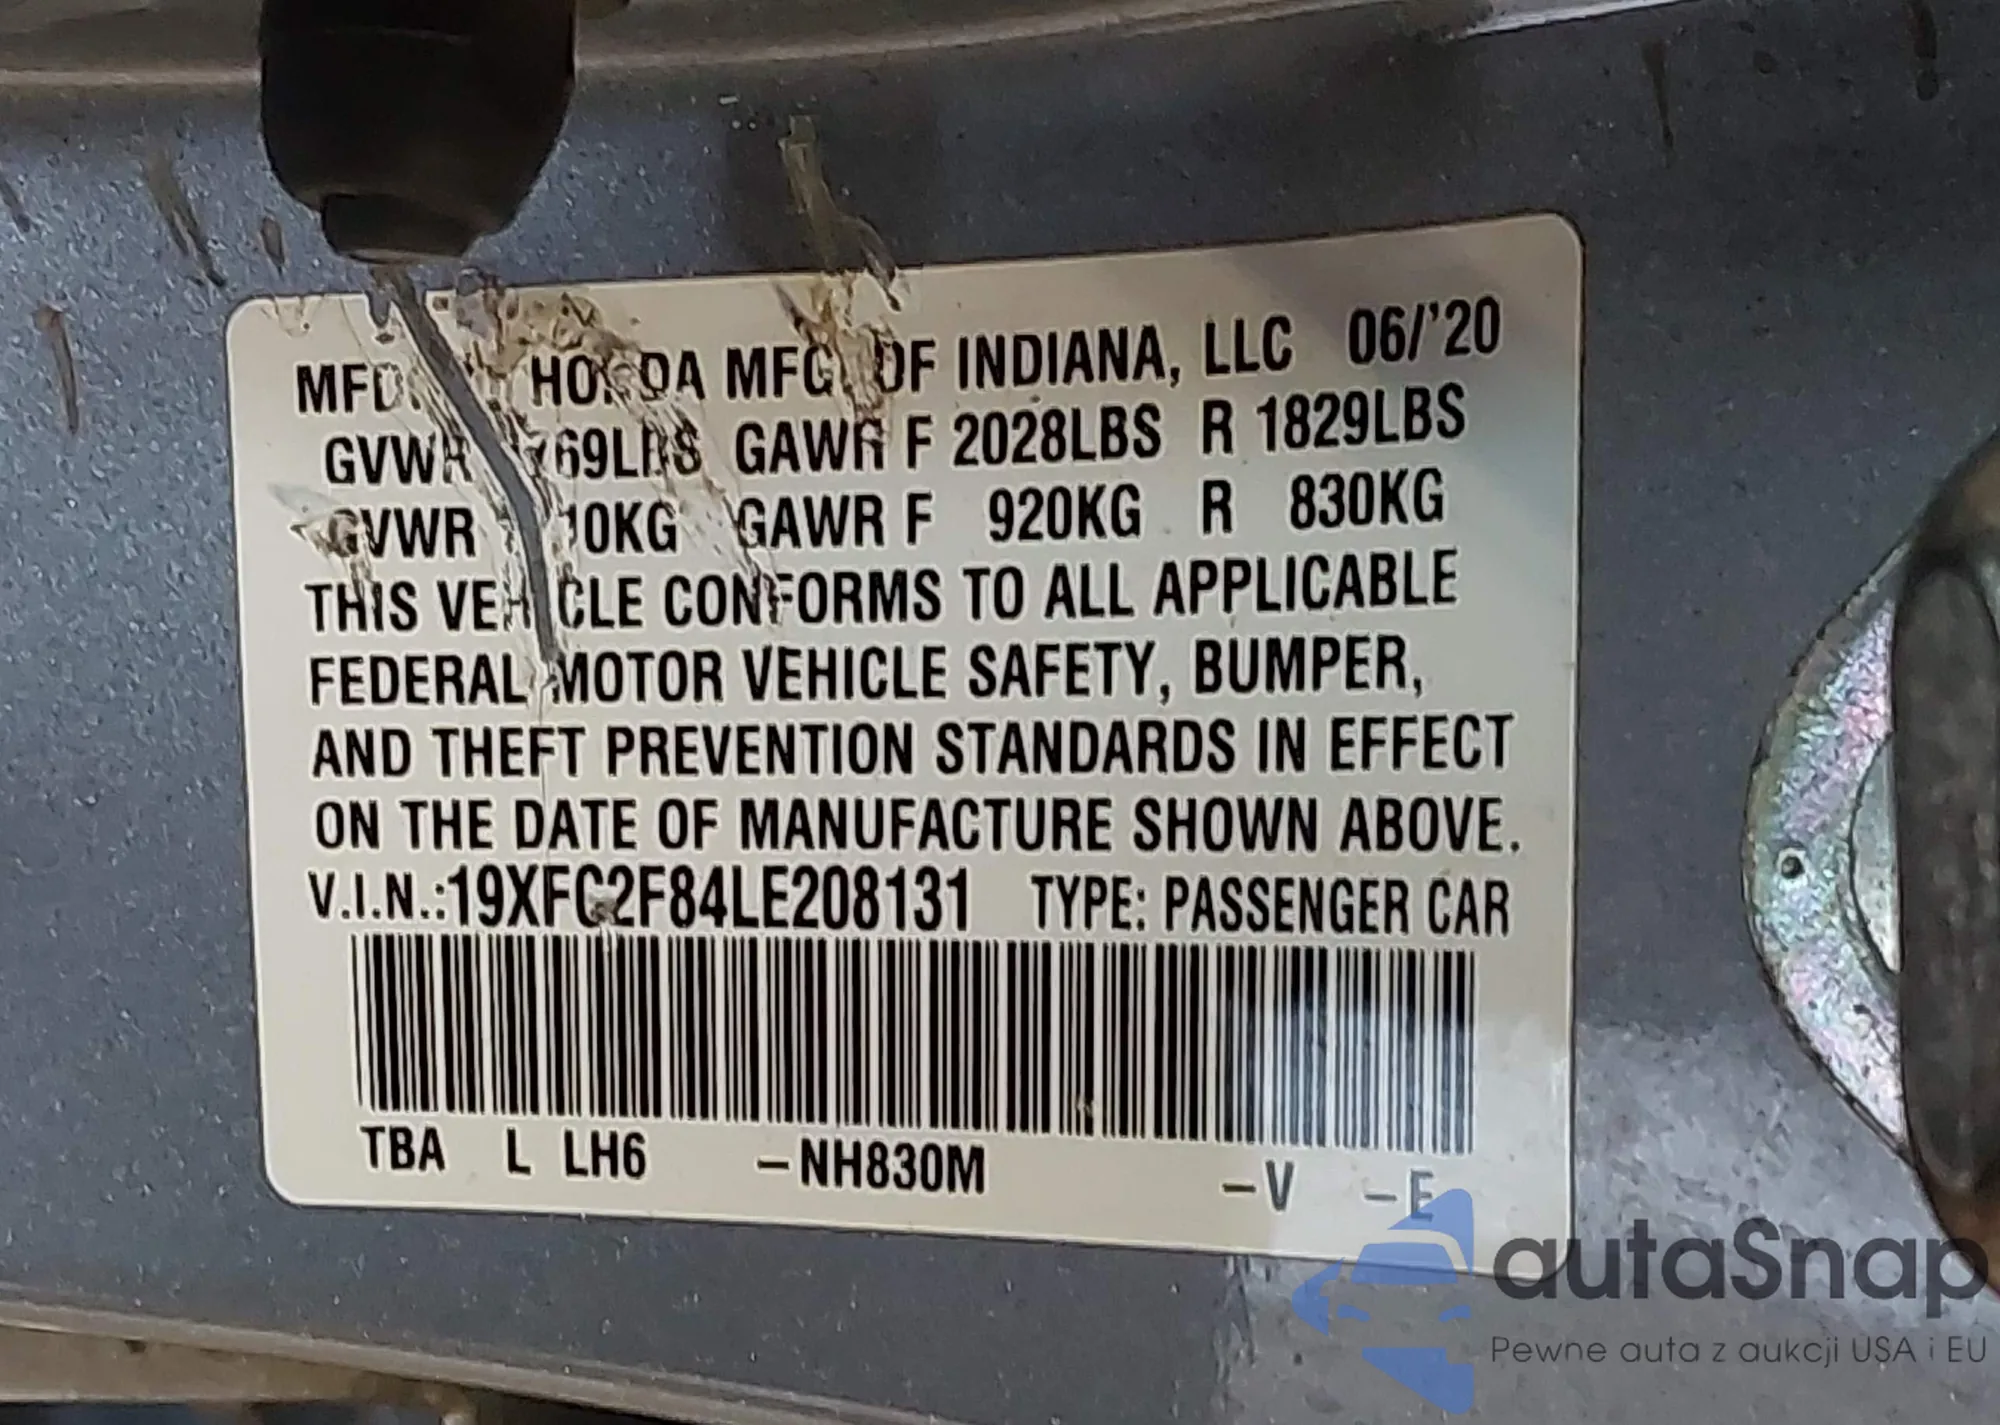 HONDA MFG. OF INDIANA, LLC 06/'20
GVWR GAWR F 2028LBS R 1829LBS
GVWR GAWR F 920KG R 830KG
THIS VEHICLE CONFORMS TO ALL APPLICABLE
FEDERAL MOTOR VEHICLE SAFETY, BUMPER,
AND THEFT PREVENTION STANDARDS IN EFFECT
ON THE DATE OF MANUFACTURE SHOWN ABOVE.
V.I.N.:19XFC2F84LE208131 TYPE: PASSENGER CAR
TBA L LH6 -NH830M -V -E
autaSnap
Pewne auta z aukcji USA i EU